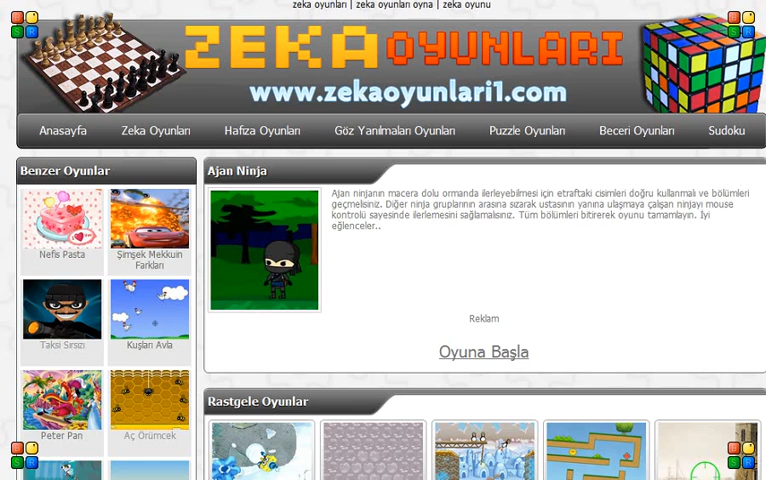 zeka oyunları | zeka oyunları oyna | zeka oyunu
ZEKA OYUNLARI
www.zekaoyunlari1.com
Anasayfa Zeka Oyunları Hafıza Oyunları Göz Yanılmaları Oyunları Puzzle Oyunları Beceri Oyunları Sudoku
Benzer Oyunlar
Nefis Pasta
Şimşek Mekkuin
Farkları
Taksi Sırsızı
Kuşları Avla
Peter Pan
Aç Örümcek
Ajan Ninja
Ajan ninjanın macera dolu ormanda ilerleyebilmesi için etraftaki cisimleri doğru kullanmalı ve bölümleri
geçmelisiniz. Diğer ninja gruplarının arasına sızarak ustasının yanına ulaşmaya çalışan ninjayı mouse
kontrolü sayesinde ilerlemesini sağlamalısınız. Tüm bölümleri bitirerek oyunu tamamlayın. İyi
eğlenceler..
Reklam
Oyuna Başla
Rastgele Oyunlar